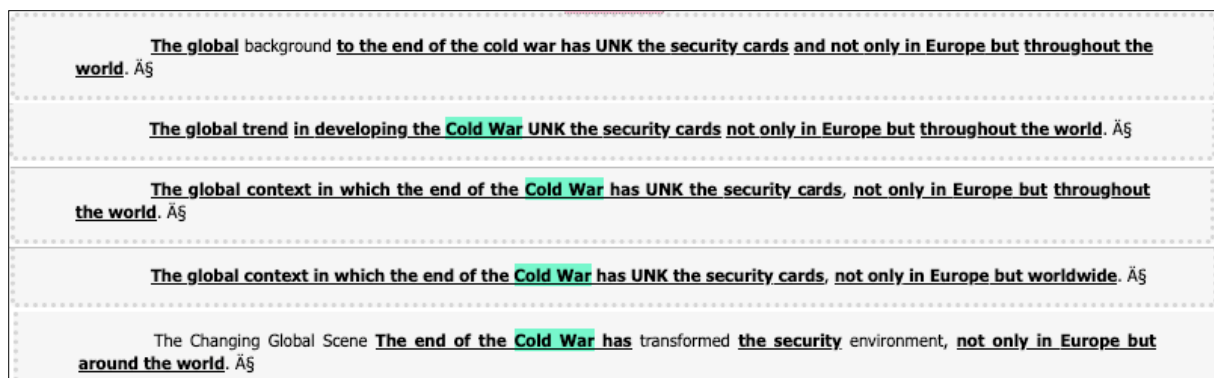 The global background to the end of the cold war has UNK the security cards and not only in Europe but throughout the
world. Ä§
The global trend in developing the Cold War UNK the security cards not only in Europe but throughout the world. Ä§
The global context in which the end of the Cold War has UNK the security cards, not only in Europe but throughout
the world. Ä§
The global context in which the end of the Cold War has UNK the security cards, not only in Europe but worldwide. Ä§
The Changing Global Scene The end of the Cold War has transformed the security environment, not only in Europe but
around the world. Ä§